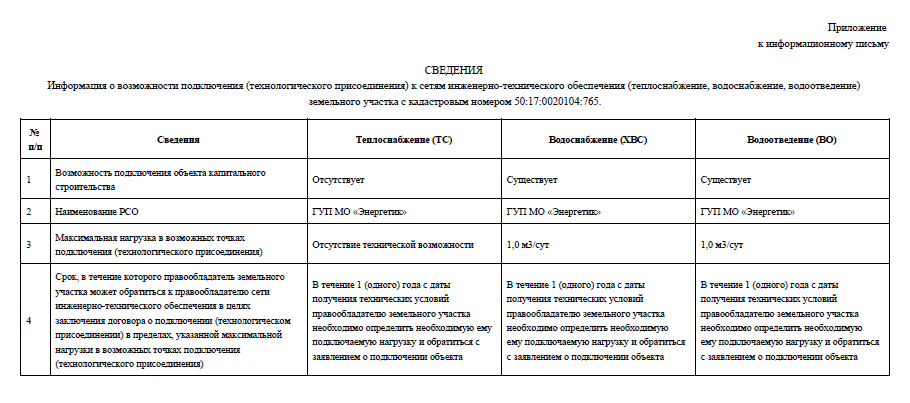 Приложение
к информационному письму
СВЕДЕНИЯ
Информация о возможности подключения (технологического присоединения) к сетям инженерно-технического обеспечения (теплоснабжение, водоснабжение, водоотведение)
земельного участка с кадастровым номером 50:17:0020104:765.
№
п/п
Сведения
Теплоснабжение (ТС)
Водоснабжение (ХВС)
Водоотведение (ВО)
1
Возможность подключения объекта капитального
строительства
Отсутствует
Существует
Существует
2
Наименование РСО
ГУП МО «Энергетик»
ГУП МО «Энергетик»
ГУП МО «Энергетик»
3
Максимальная нагрузка в возможных точках
подключения (технологического присоединения)
Отсутствие технической возможности
1,0 м3/сут
1,0 м3/сут
4
Срок, в течение которого правообладатель земельного
участка может обратиться к правообладателю сети
инженерно-технического обеспечения в целях
заключения договора о подключении (технологическом
присоединении) в пределах, указанной максимальной
нагрузки в возможных точках подключения
(технологического присоединения)
В течение 1 (одного) года с даты
получения технических условий
правообладателю земельного участка
необходимо определить необходимую ему
подключаемую нагрузку и обратиться с
заявлением о подключении объекта
В течение 1 (одного) года с даты
получения технических условий
правообладателю земельного участка
необходимо определить необходимую
ему подключаемую нагрузку и обратиться
с заявлением о подключении объекта
В течение 1 (одного) года с даты
получения технических условий
правообладателю земельного участка
необходимо определить необходимую
ему подключаемую нагрузку и обратиться
с заявлением о подключении объекта